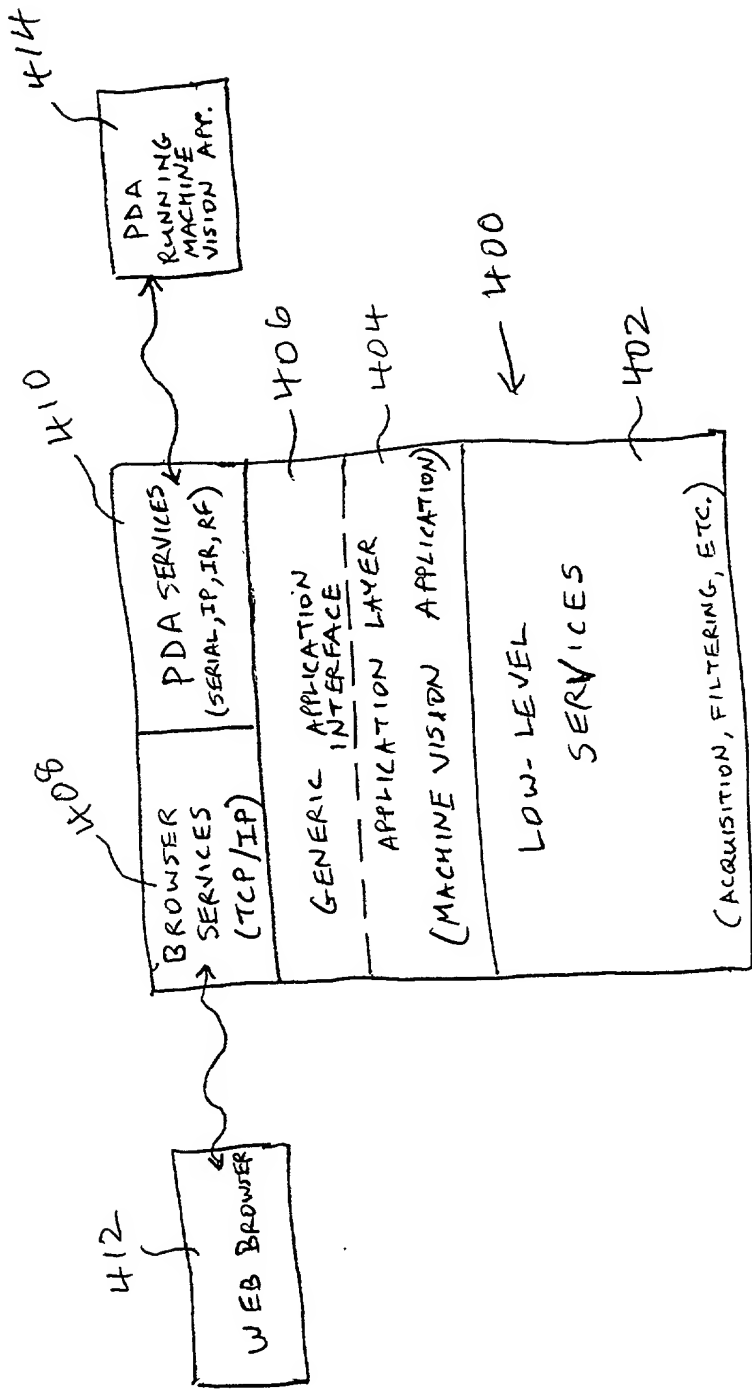 414
PDA
RUNNING
MACHINE
VISION APP.
410
408
BROWSER
SERVICES
(TCP/IP)
PDA SERVICES
(SERIAL, IP, IR, RF)
406
GENERIC APPLICATION
INTERFACE
404
APPLICATION LAYER
(MACHINE VISION APPLICATION)
400
LOW-LEVEL
SERVICES
402
(ACQUISITION, FILTERING, ETC.)
412
WEB BROWSER